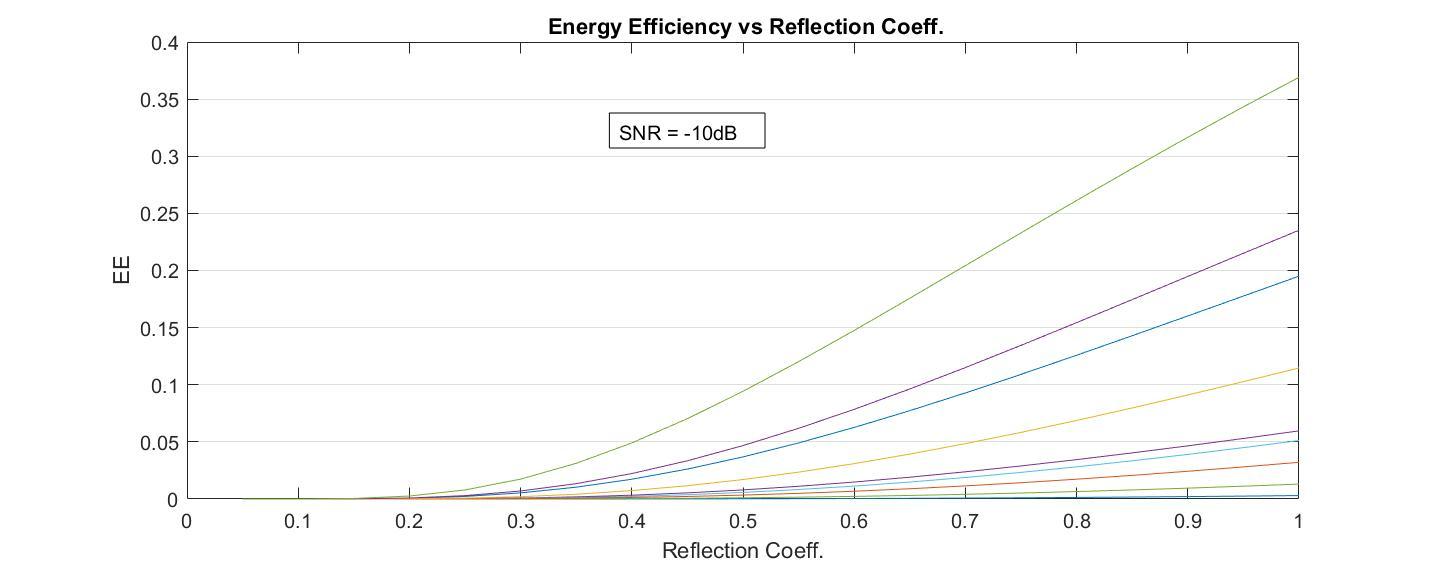 Energy Efficiency vs Reflection Coeff.
0.4
0.35
0.3
0.25
0.2
0.15
0.1
0.05
0
EE
SNR = -10dB
0 0.1 0.2 0.3 0.4 0.5 0.6 0.7 0.8 0.9 1
Reflection Coeff.